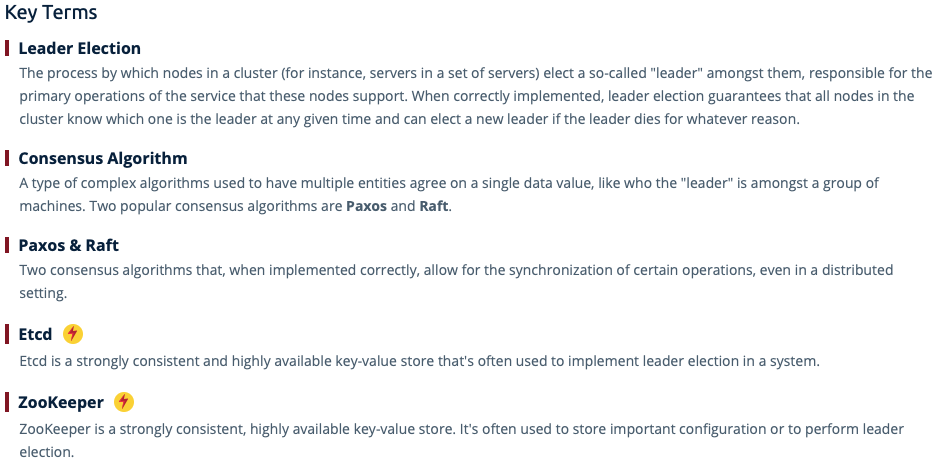 Key Terms
Leader Election
The process by which nodes in a cluster (for instance, servers in a set of servers) elect a so-called "leader" amongst them, responsible for the
primary operations of the service that these nodes support. When correctly implemented, leader election guarantees that all nodes in the
cluster know which one is the leader at any given time and can elect a new leader if the leader dies for whatever reason.
Consensus Algorithm
A type of complex algorithms used to have multiple entities agree on a single data value, like who the "leader" is amongst a group of
machines. Two popular consensus algorithms are Paxos and Raft.
Paxos & Raft
Two consensus algorithms that, when implemented correctly, allow for the synchronization of certain operations, even in a distributed
setting.
Etcd
Etcd is a strongly consistent and highly available key-value store that's often used to implement leader election in a system.
ZooKeeper
ZooKeeper is a strongly consistent, highly available key-value store. It's often used to store important configuration or to perform leader
election.